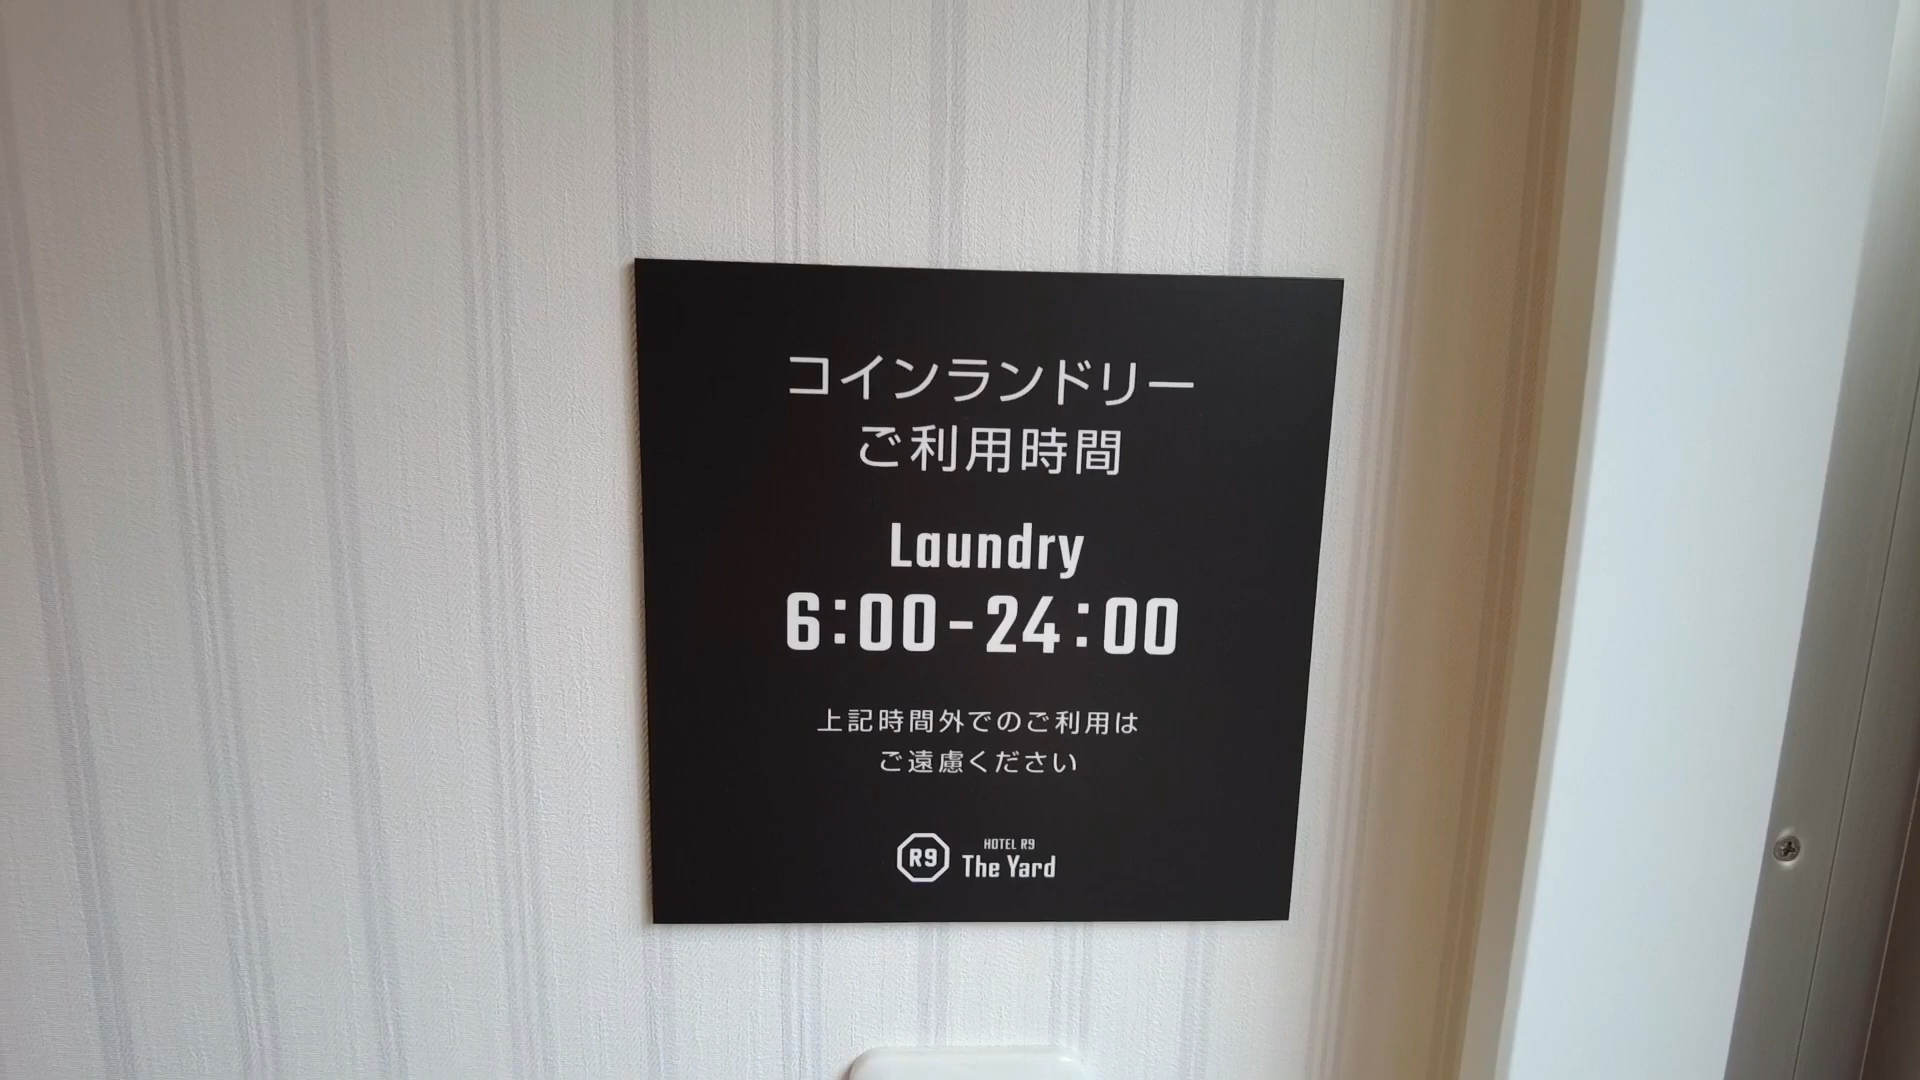 コインランドリー
ご利用時間
Laundry
6:00-24:00
上記時間外でのご利用は
ご遠慮ください
R9
HOTEL R9
The Yard